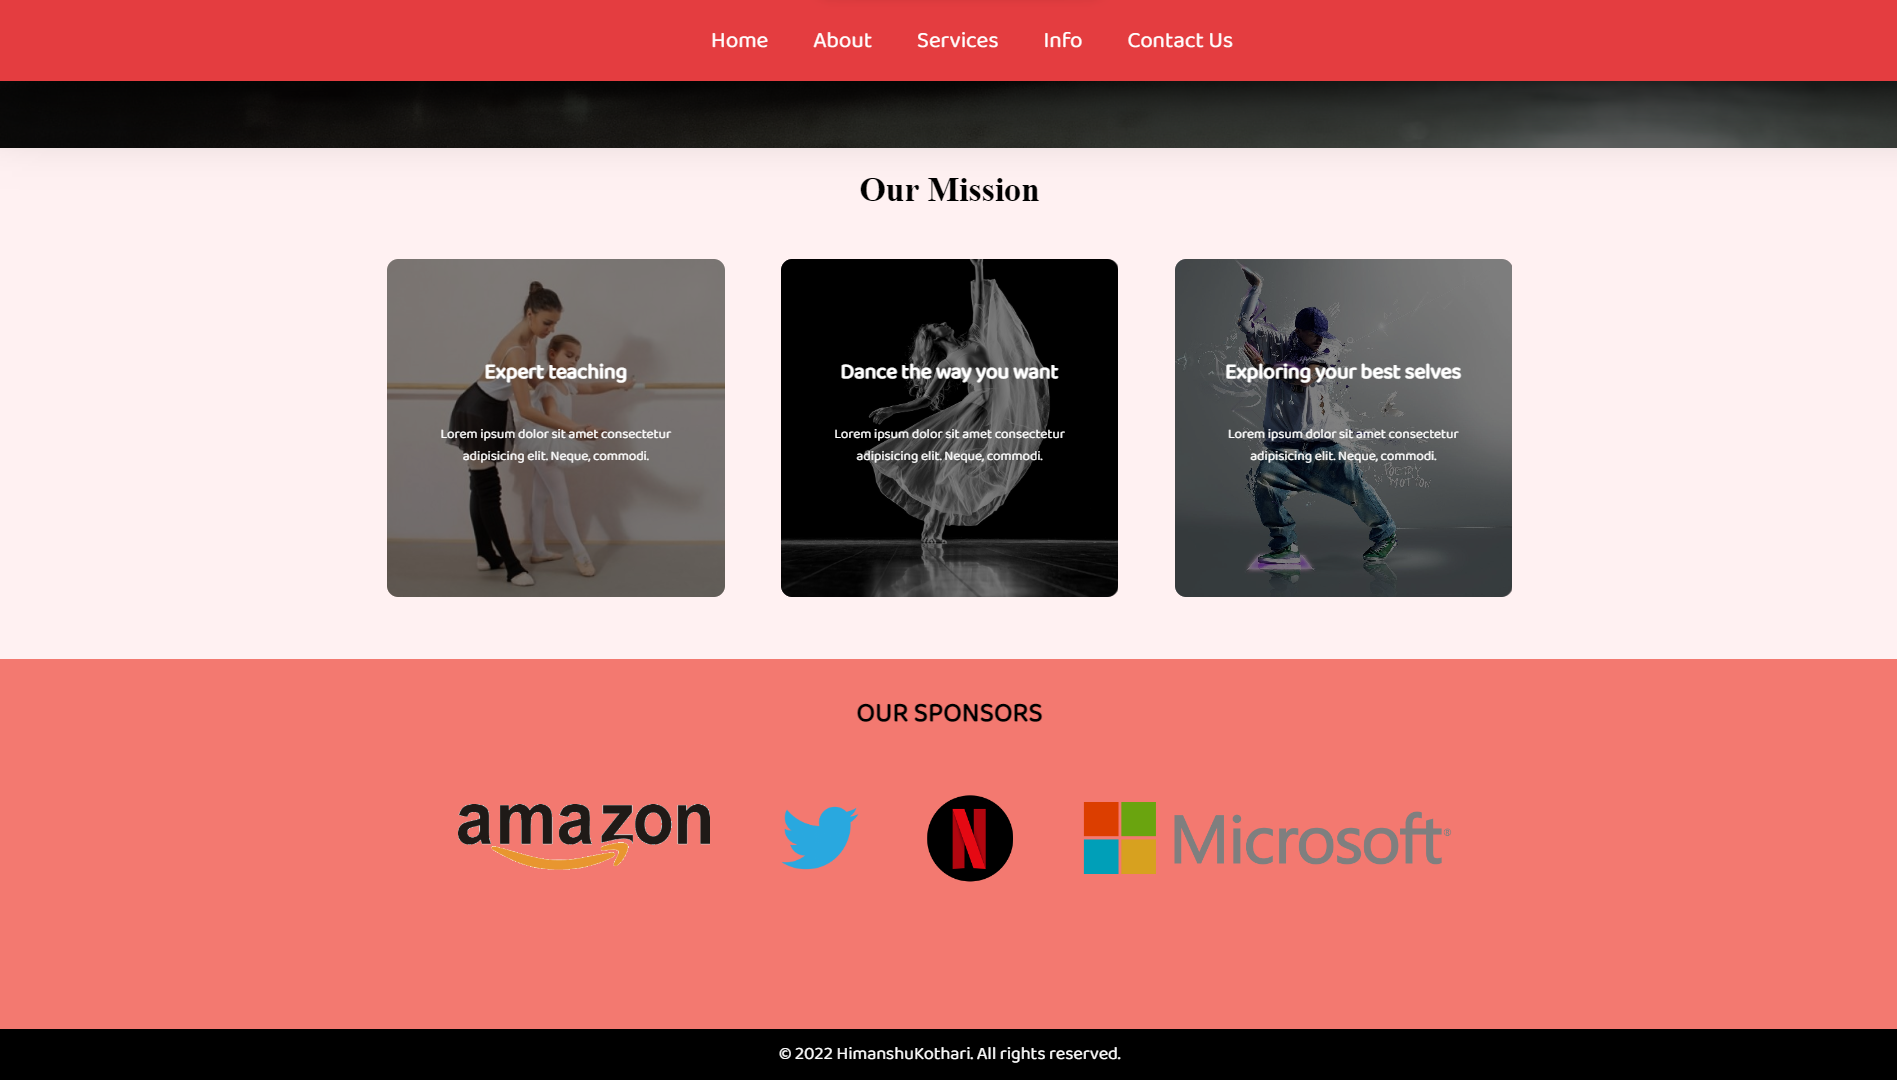 Home About Services Info Contact Us
Our Mission
Expert teaching
Lorem ipsum dolor sit amet consectetur
adipisicing elit. Neque, commodi.
Dance the way you want
Lorem ipsum dolor sit amet consectetur
adipisicing elit. Neque, commodi.
Exploring your best selves
Lorem ipsum dolor sit amet consectetur
adipisicing elit. Neque, commodi.
POETRY
IN MOTION
OUR SPONSORS
amazon
N
Microsoft®
© 2022 HimanshuKothari. All rights reserved.